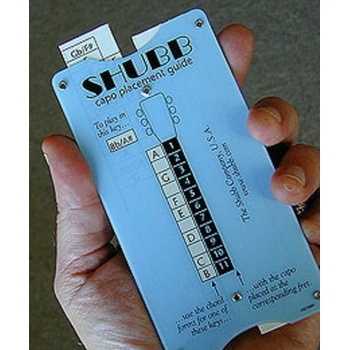 Gb/F#
SHUBB
capo placement guide
To play in
this key...
Bb/A#
A
G
F
E
D
C
B
1
2
3
4
5
6
7
8
9
10
11
The Shubb Company, U.S.A.
www.shubb.com
...use the chord
forms for one of
these keys...
...with the capo
placed at the
corresponding fret.